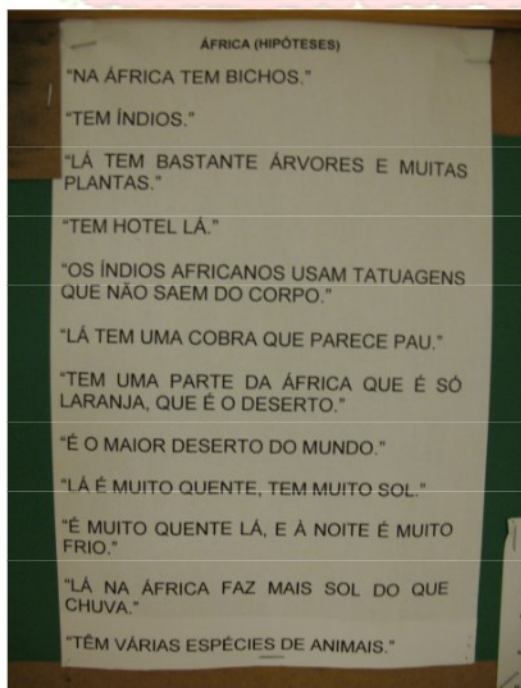 ÁFRICA (HIPÓTESES)
"NA ÁFRICA TEM BICHOS."
"TEM ÍNDIOS."
"LÁ TEM BASTANTE ÁRVORES E MUITAS
PLANTAS."
"TEM HOTEL LÁ."
"OS ÍNDIOS AFRICANOS USAM TATUAGENS
QUE NÃO SAEM DO CORPO."
"LÁ TEM UMA COBRA QUE PARECE PAU."
"TEM UMA PARTE DA ÁFRICA QUE É SÓ
LARANJA, QUE É O DESERTO."
"É O MAIOR DESERTO DO MUNDO."
"LÁ É MUITO QUENTE, TEM MUITO SOL."
"É MUITO QUENTE LÁ, E À NOITE É MUITO
FRIO."
"LÁ NA ÁFRICA FAZ MAIS SOL DO QUE
CHUVA."
"TÊM VÁRIAS ESPÉCIES DE ANIMAIS."